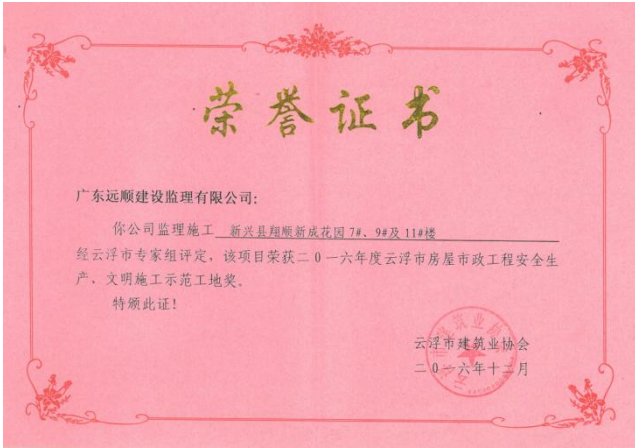 荣誉证书
广东远顺建设监理有限公司:
你公司监理施工 新兴县翔顺新成花园7#、9#及11#楼
经云浮市专家组评定,该项目荣获二0一六年度云浮市房屋市政工程安全生
产、文明施工示范工地奖。
特颁此证!
云浮市建筑业协会
二0一六年十二月